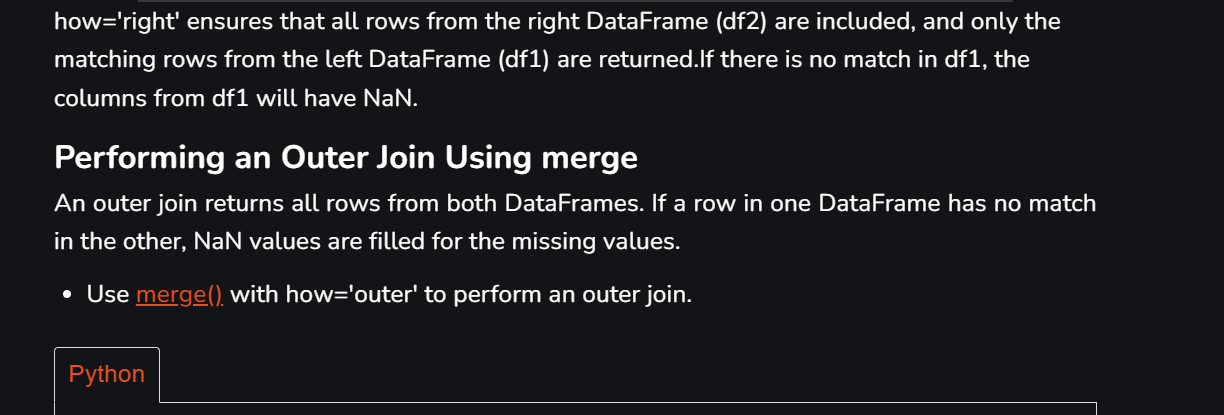 how='right' ensures that all rows from the right DataFrame (df2) are included, and only the
matching rows from the left DataFrame (df1) are returned.If there is no match in df1, the
columns from df1 will have NaN.
Performing an Outer Join Using merge
An outer join returns all rows from both DataFrames. If a row in one DataFrame has no match
in the other, NaN values are filled for the missing values.
• Use merge() with how='outer' to perform an outer join.
Python